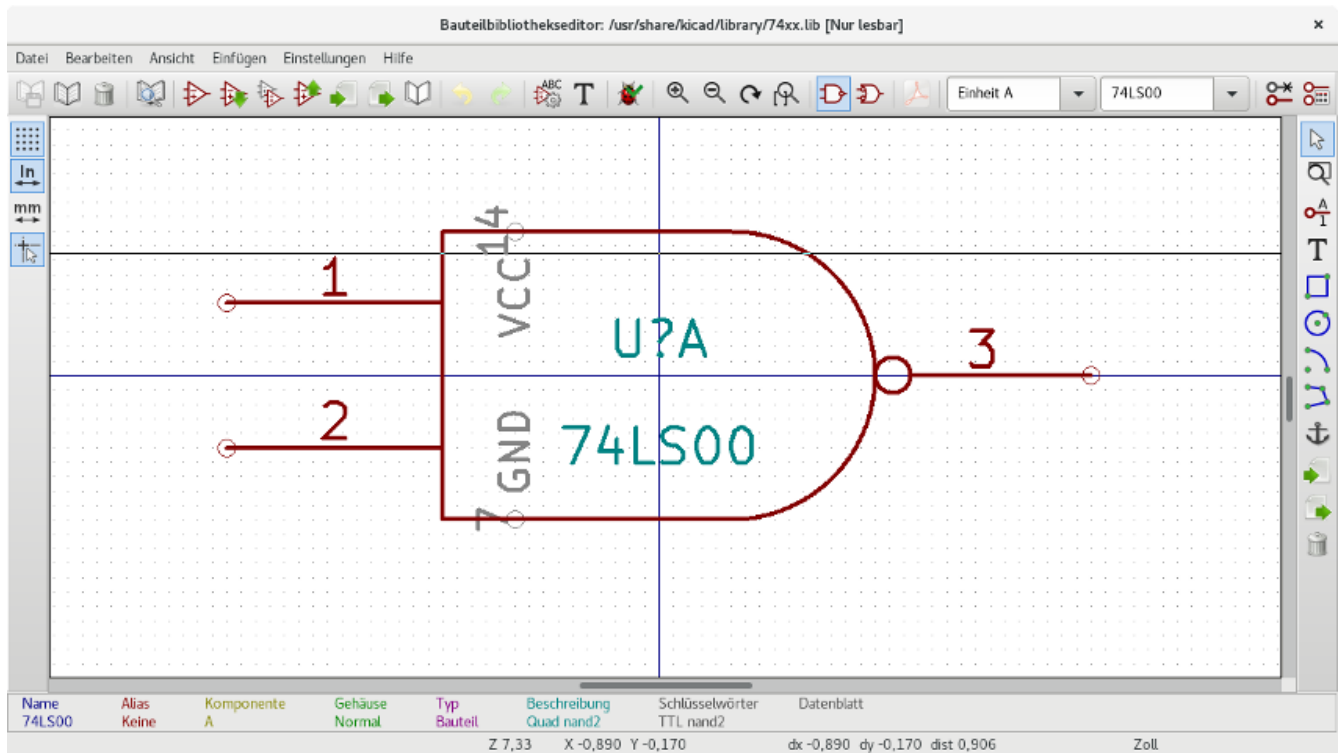 Bauteilbibliothekseditor: /usr/share/kicad/library/74xx.lib [Nur lesbar]
Datei Bearbeiten Ansicht Einfügen Einstellungen Hilfe
ABC T Einheit A 74LS00
In
mm
A
1
T
14
VCC
1
U?A
3
2
GND
74LS00
7
Name Alias Komponente Gehäuse Typ Beschreibung Schlüsselwörter Datenblatt
74LS00 Keine A Normal Bauteil Quad nand2 TTL nand2
Z 7,33 X -0,890 Y -0,170 dx -0,890 dy -0,170 dist 0,906 Zoll